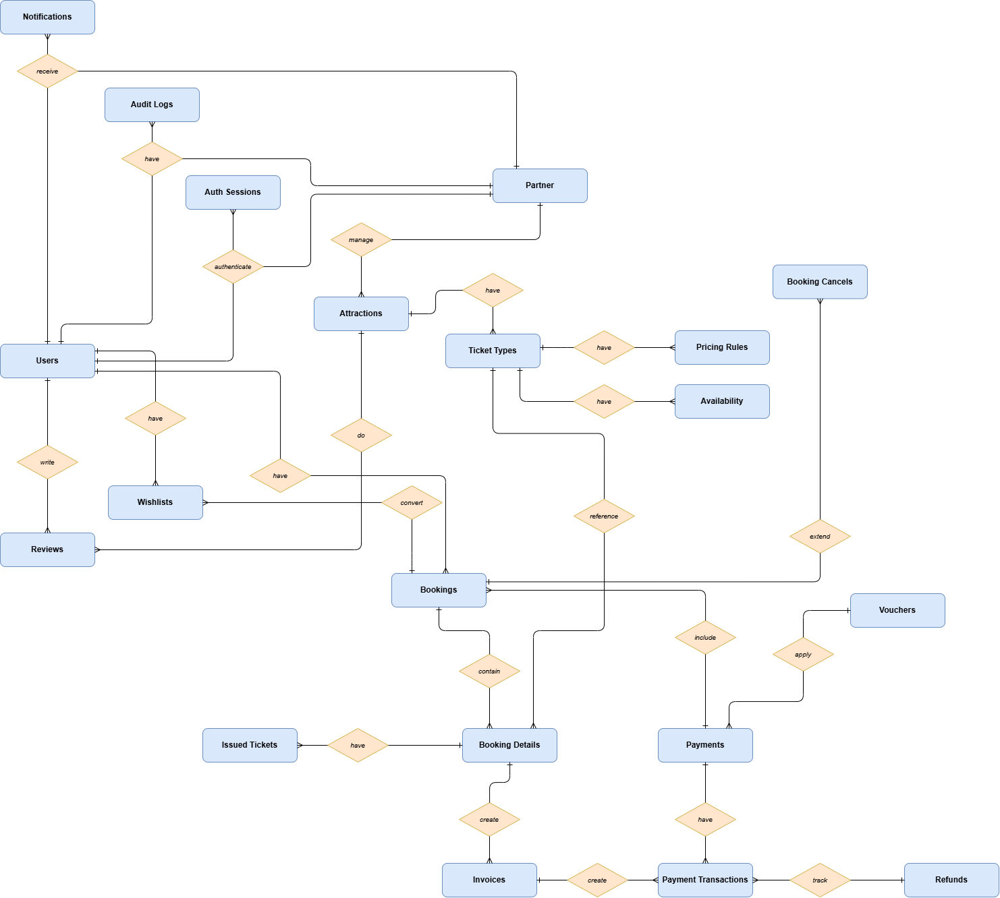 Notifications
receive
Audit Logs
have
Auth Sessions
Partner
manage
authenticate
Booking Cancels
have
Attractions
Ticket Types
have
Pricing Rules
Users
have
Availability
have
do
write
have
Wishlists
convert
reference
extend
Reviews
Bookings
Vouchers
include
apply
contain
Issued Tickets
have
Booking Details
Payments
create
have
Invoices
create
Payment Transactions
track
Refunds